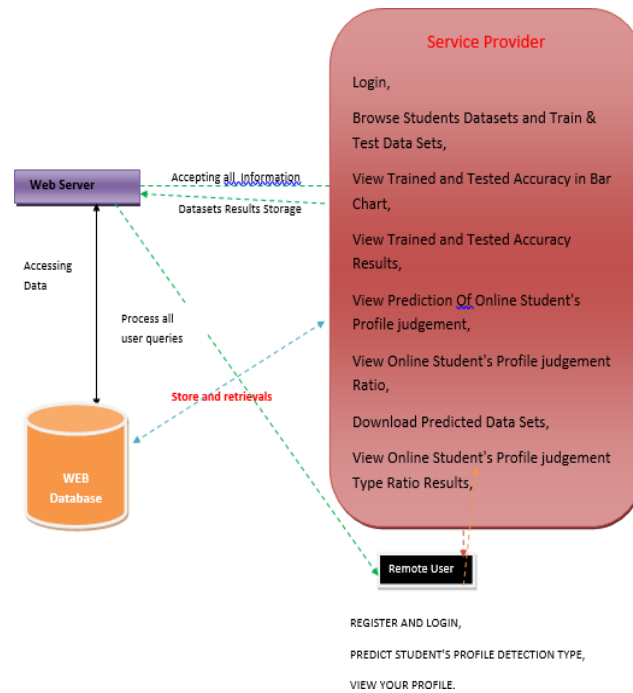 Service Provider
Login,
Browse Students Datasets and Train &
Test Data Sets,
View Trained and Tested Accuracy in Bar
Chart,
View Trained and Tested Accuracy
Results,
View Prediction Of Online Student's
Profile judgement,
View Online Student's Profile judgement
Ratio,
Download Predicted Data Sets,
View Online Student's Profile judgement
Type Ratio Results,
Web Server
Accepting all Information
Datasets Results Storage
Accessing
Data
Process all
user queries
Store and retrievals
WEB
Database
Remote User
REGISTER AND LOGIN,
PREDICT STUDENT'S PROFILE DETECTION TYPE,
VIEW YOUR PROFILE.